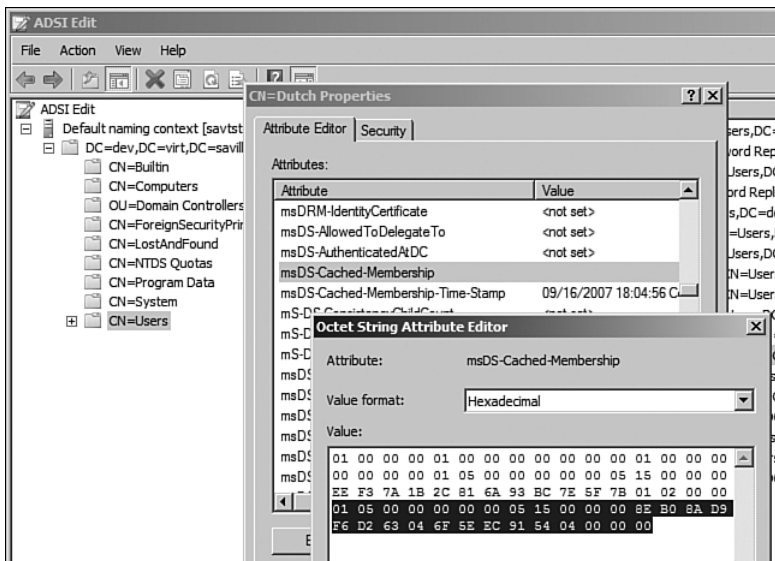 ADSI Edit
File Action View Help
ADSI Edit
Default naming context [savtst
DC=dev,DC=virt,DC=savill
CN=Builtin
CN=Computers
OU=Domain Controllers
CN=ForeignSecurityPrir
CN=LostAndFound
CN=NTDS Quotas
CN=Program Data
CN=System
CN=Users
CN=Dutch Properties
Attribute Editor Security
Attributes:
Attribute Value
msDRM-IdentityCertificate <not set>
msDS-AllowedToDelegateTo <not set>
msDS-AuthenticatedAtDC <not set>
msDS-Cached-Membership
msDS-Cached-Membership-Time-Stamp 09/16/2007 18:04:56 C
Octet String Attribute Editor
Attribute: msDS-Cached-Membership
Value format: Hexadecimal
Value:
01 00 00 00 01 00 00 00 00 00 00 00 01 00 00 00
00 00 00 00 01 05 00 00 00 00 00 05 15 00 00 00
EE F3 7A 1B 2C 81 6A 93 BC 7E 5F 7B 01 02 00 00
01 05 00 00 00 00 00 05 15 00 00 00 8E B0 8A D9
F6 D2 63 04 6F 5E EC 91 54 04 00 00 00